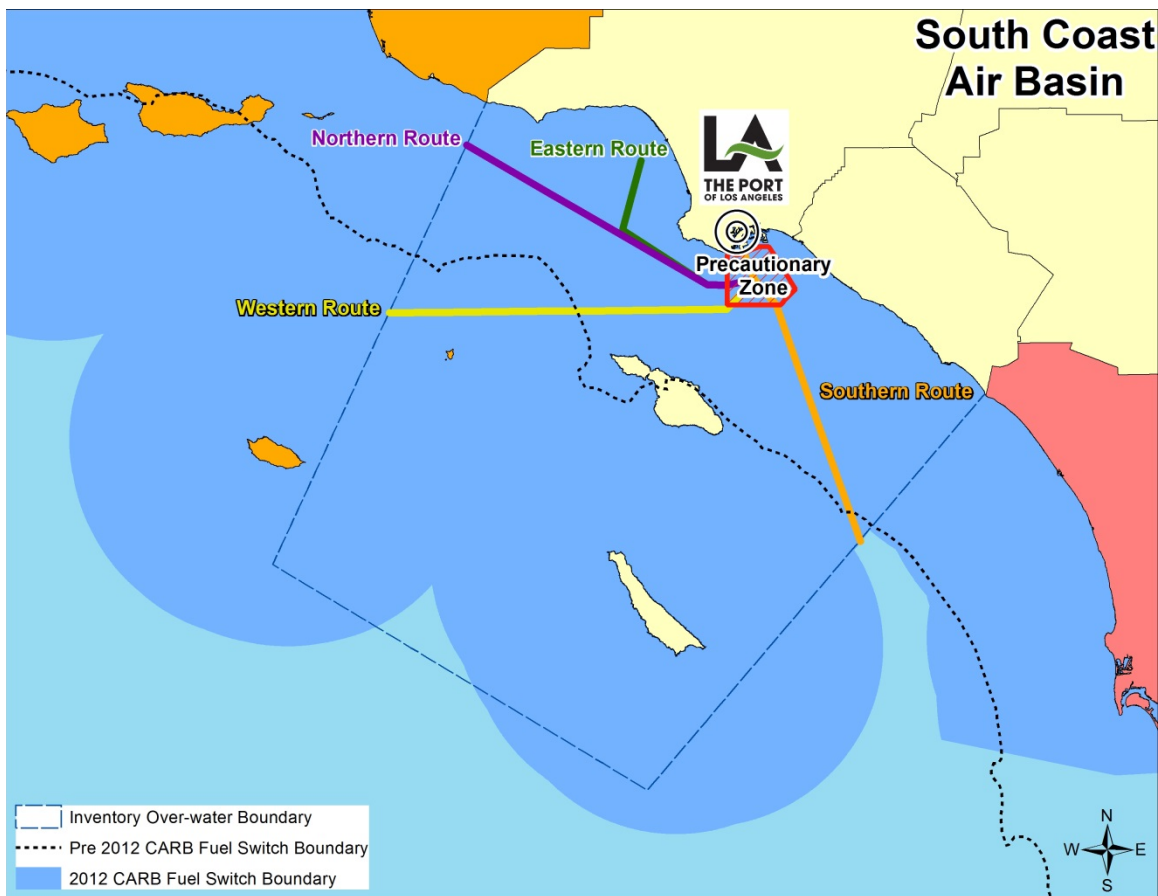 South Coast
Air Basin
Northern Route
Eastern Route
LA
THE PORT
OF LOS ANGELES
Precautionary
Zone
Western Route
Southern Route
Inventory Over-water Boundary
Pre 2012 CARB Fuel Switch Boundary
2012 CARB Fuel Switch Boundary
N
W E
S